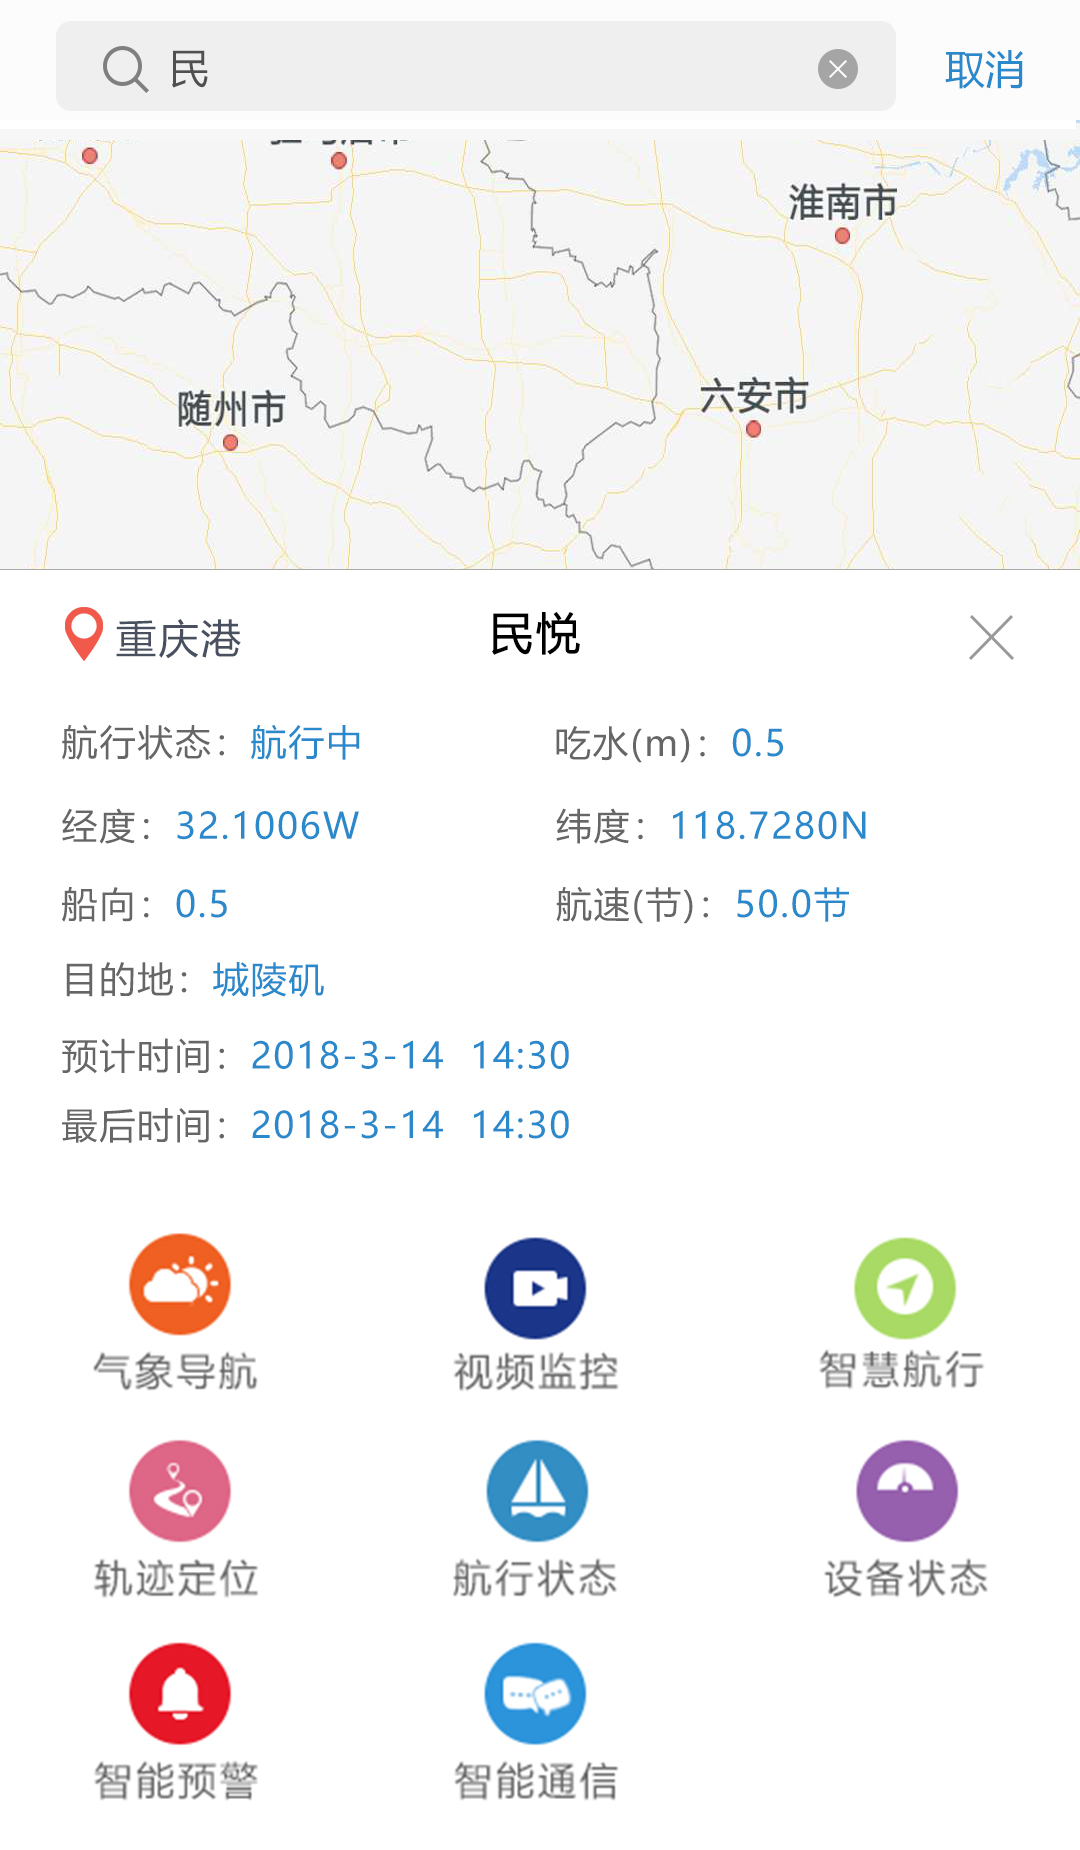 民
取消
淮南市
随州市
六安市
重庆港
民悦
航行状态：航行中
吃水(m)：0.5
经度：32.1006W
纬度：118.7280N
船向：0.5
航速(节)：50.0节
目的地：城陵矶
预计时间：2018-3-14 14:30
最后时间：2018-3-14 14:30
气象导航
视频监控
智慧航行
轨迹定位
航行状态
设备状态
智能预警
智能通信